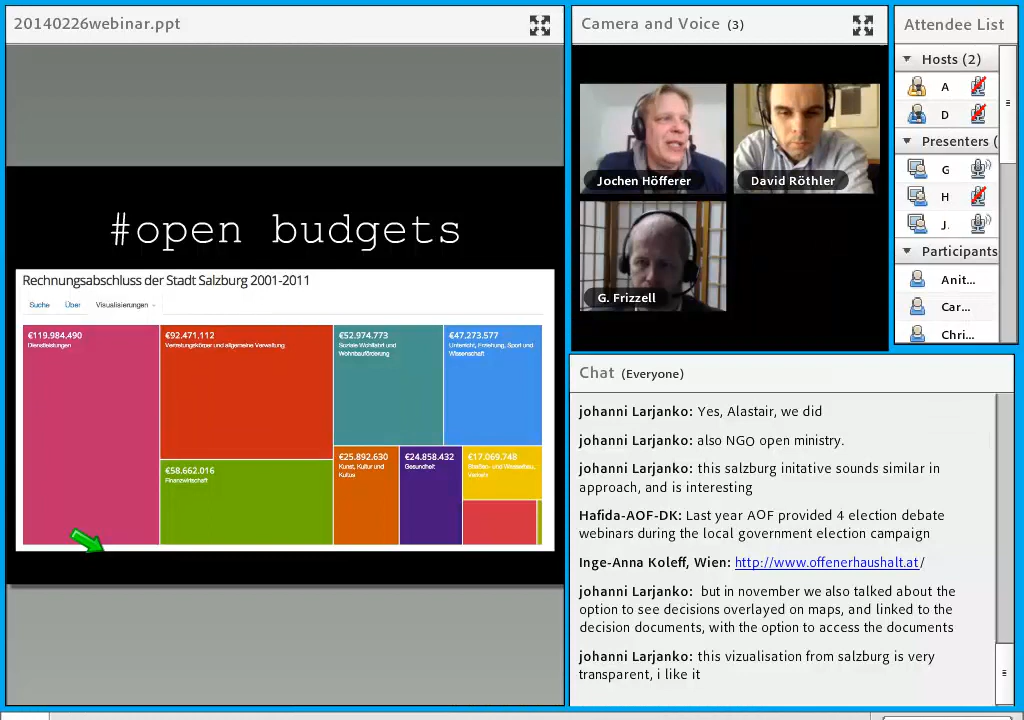 20140226webinar.ppt
#open budgets
Rechnungsabschluss der Stadt Salzburg 2001-2011
Suche Über Visualisierungen
€119.984.490
Dienstleistungen
€92.471.112
Vertretungskörper und allgemeine Verwaltung
€52.974.773
Soziale Wohlfahrt und
Wohnbauförderung
€47.273.577
Unterricht, Erziehung, Sport und
Wissenschaft
€58.662.016
Finanzwirtschaft
€25.892.630
Kunst, Kultur und
Kultus
€24.858.432
Gesundheit
€17.069.748
Verkehr
Camera and Voice (3)
Jochen Höfferer
David Röthler
G. Frizzell
Attendee List
Hosts (2)
A
D
Presenters (
G
H
J.
Participants
Anit...
Car...
Chri...
Chat (Everyone)
johanni Larjanko: Yes, Alastair, we did
johanni Larjanko: also NGO open ministry.
johanni Larjanko: this salzburg initative sounds similar in
approach, and is interesting
Hafida-AOF-DK: Last year AOF provided 4 election debate
webinars during the local government election campaign
Inge-Anna Koleff, Wien: http://www.offenerhaushalt.at/
johanni Larjanko: but in november we also talked about the
option to see decisions overlayed on maps, and linked to the
decision documents, with the option to access the documents
johanni Larjanko: this vizualisation from salzburg is very
transparent, i like it